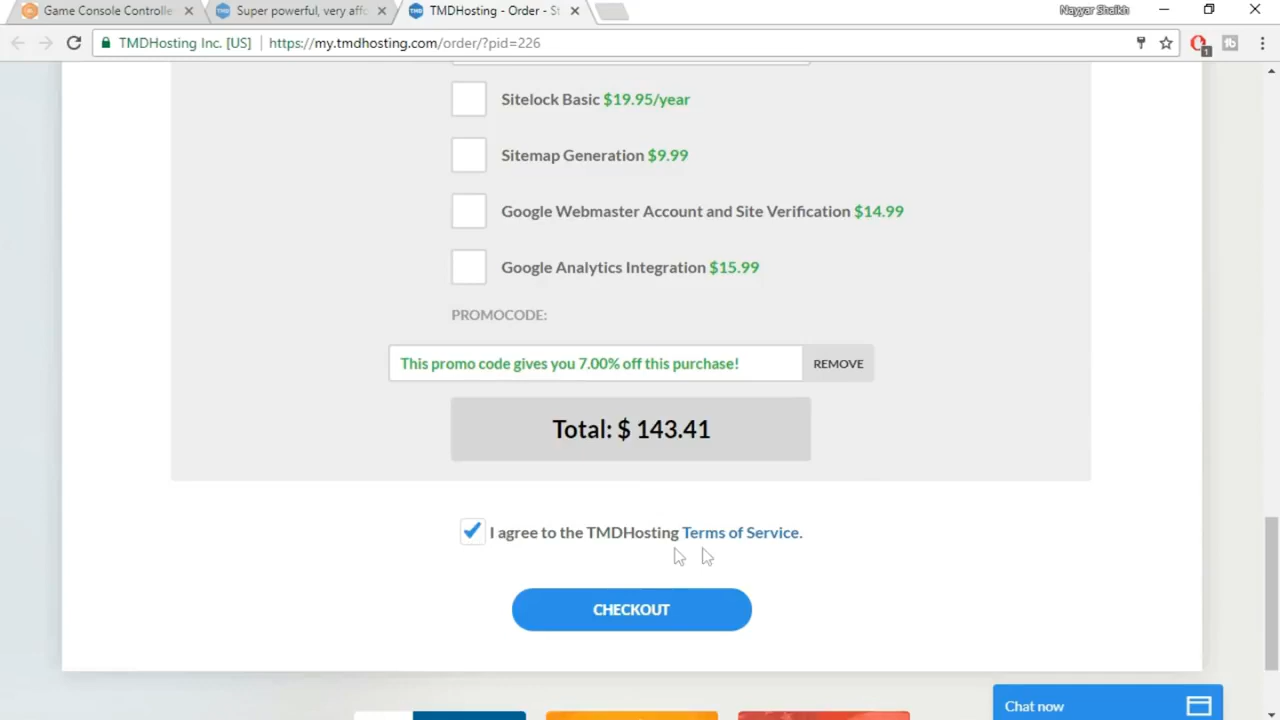 Game Console Controlle
Super powerful, very affo
TMDHosting - Order - St
Nayyar Shaikh
TMDHosting Inc. [US]
https://my.tmdhosting.com/order/?pid=226
1
Sitelock Basic $19.95/year
Sitemap Generation $9.99
Google Webmaster Account and Site Verification $14.99
Google Analytics Integration $15.99
PROMOCODE:
This promo code gives you 7.00% off this purchase!
REMOVE
Total: $ 143.41
I agree to the TMDHosting Terms of Service.
CHECKOUT
Chat now